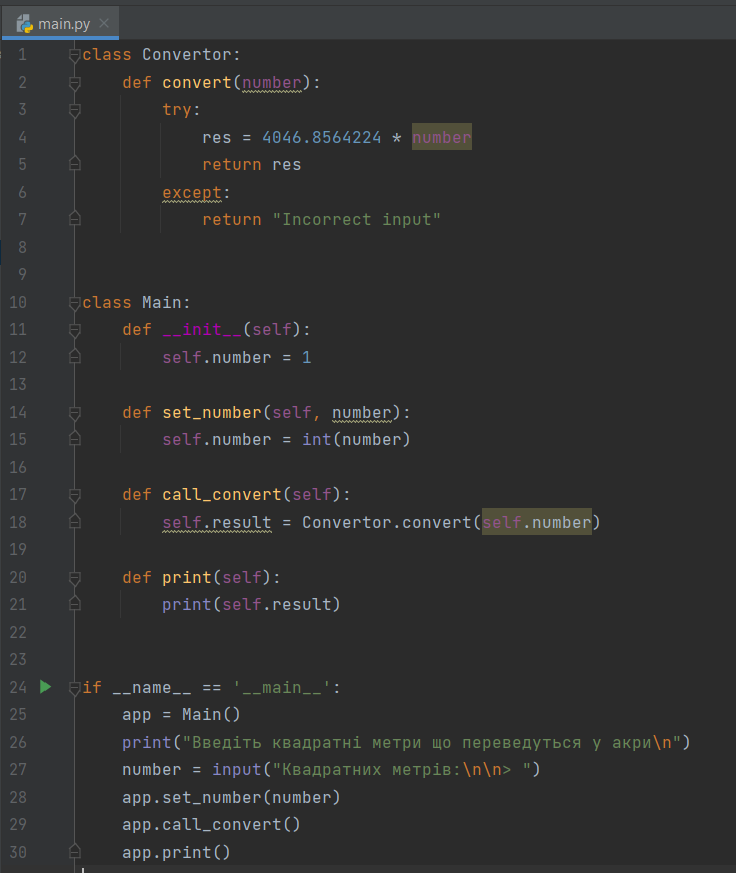 main.py
1 class Convertor:
2     def convert(number):
3         try:
4             res = 4046.8564224 * number
5             return res
6         except:
7             return "Incorrect input"
8
9
10 class Main:
11     def __init__(self):
12         self.number = 1
13
14     def set_number(self, number):
15         self.number = int(number)
16
17     def call_convert(self):
18         self.result = Convertor.convert(self.number)
19
20     def print(self):
21         print(self.result)
22
23
24 if __name__ == '__main__':
25     app = Main()
26     print("Введіть квадратні метри що переведуться у акри\n")
27     number = input("Квадратних метрів:\n\n> ")
28     app.set_number(number)
29     app.call_convert()
30     app.print()